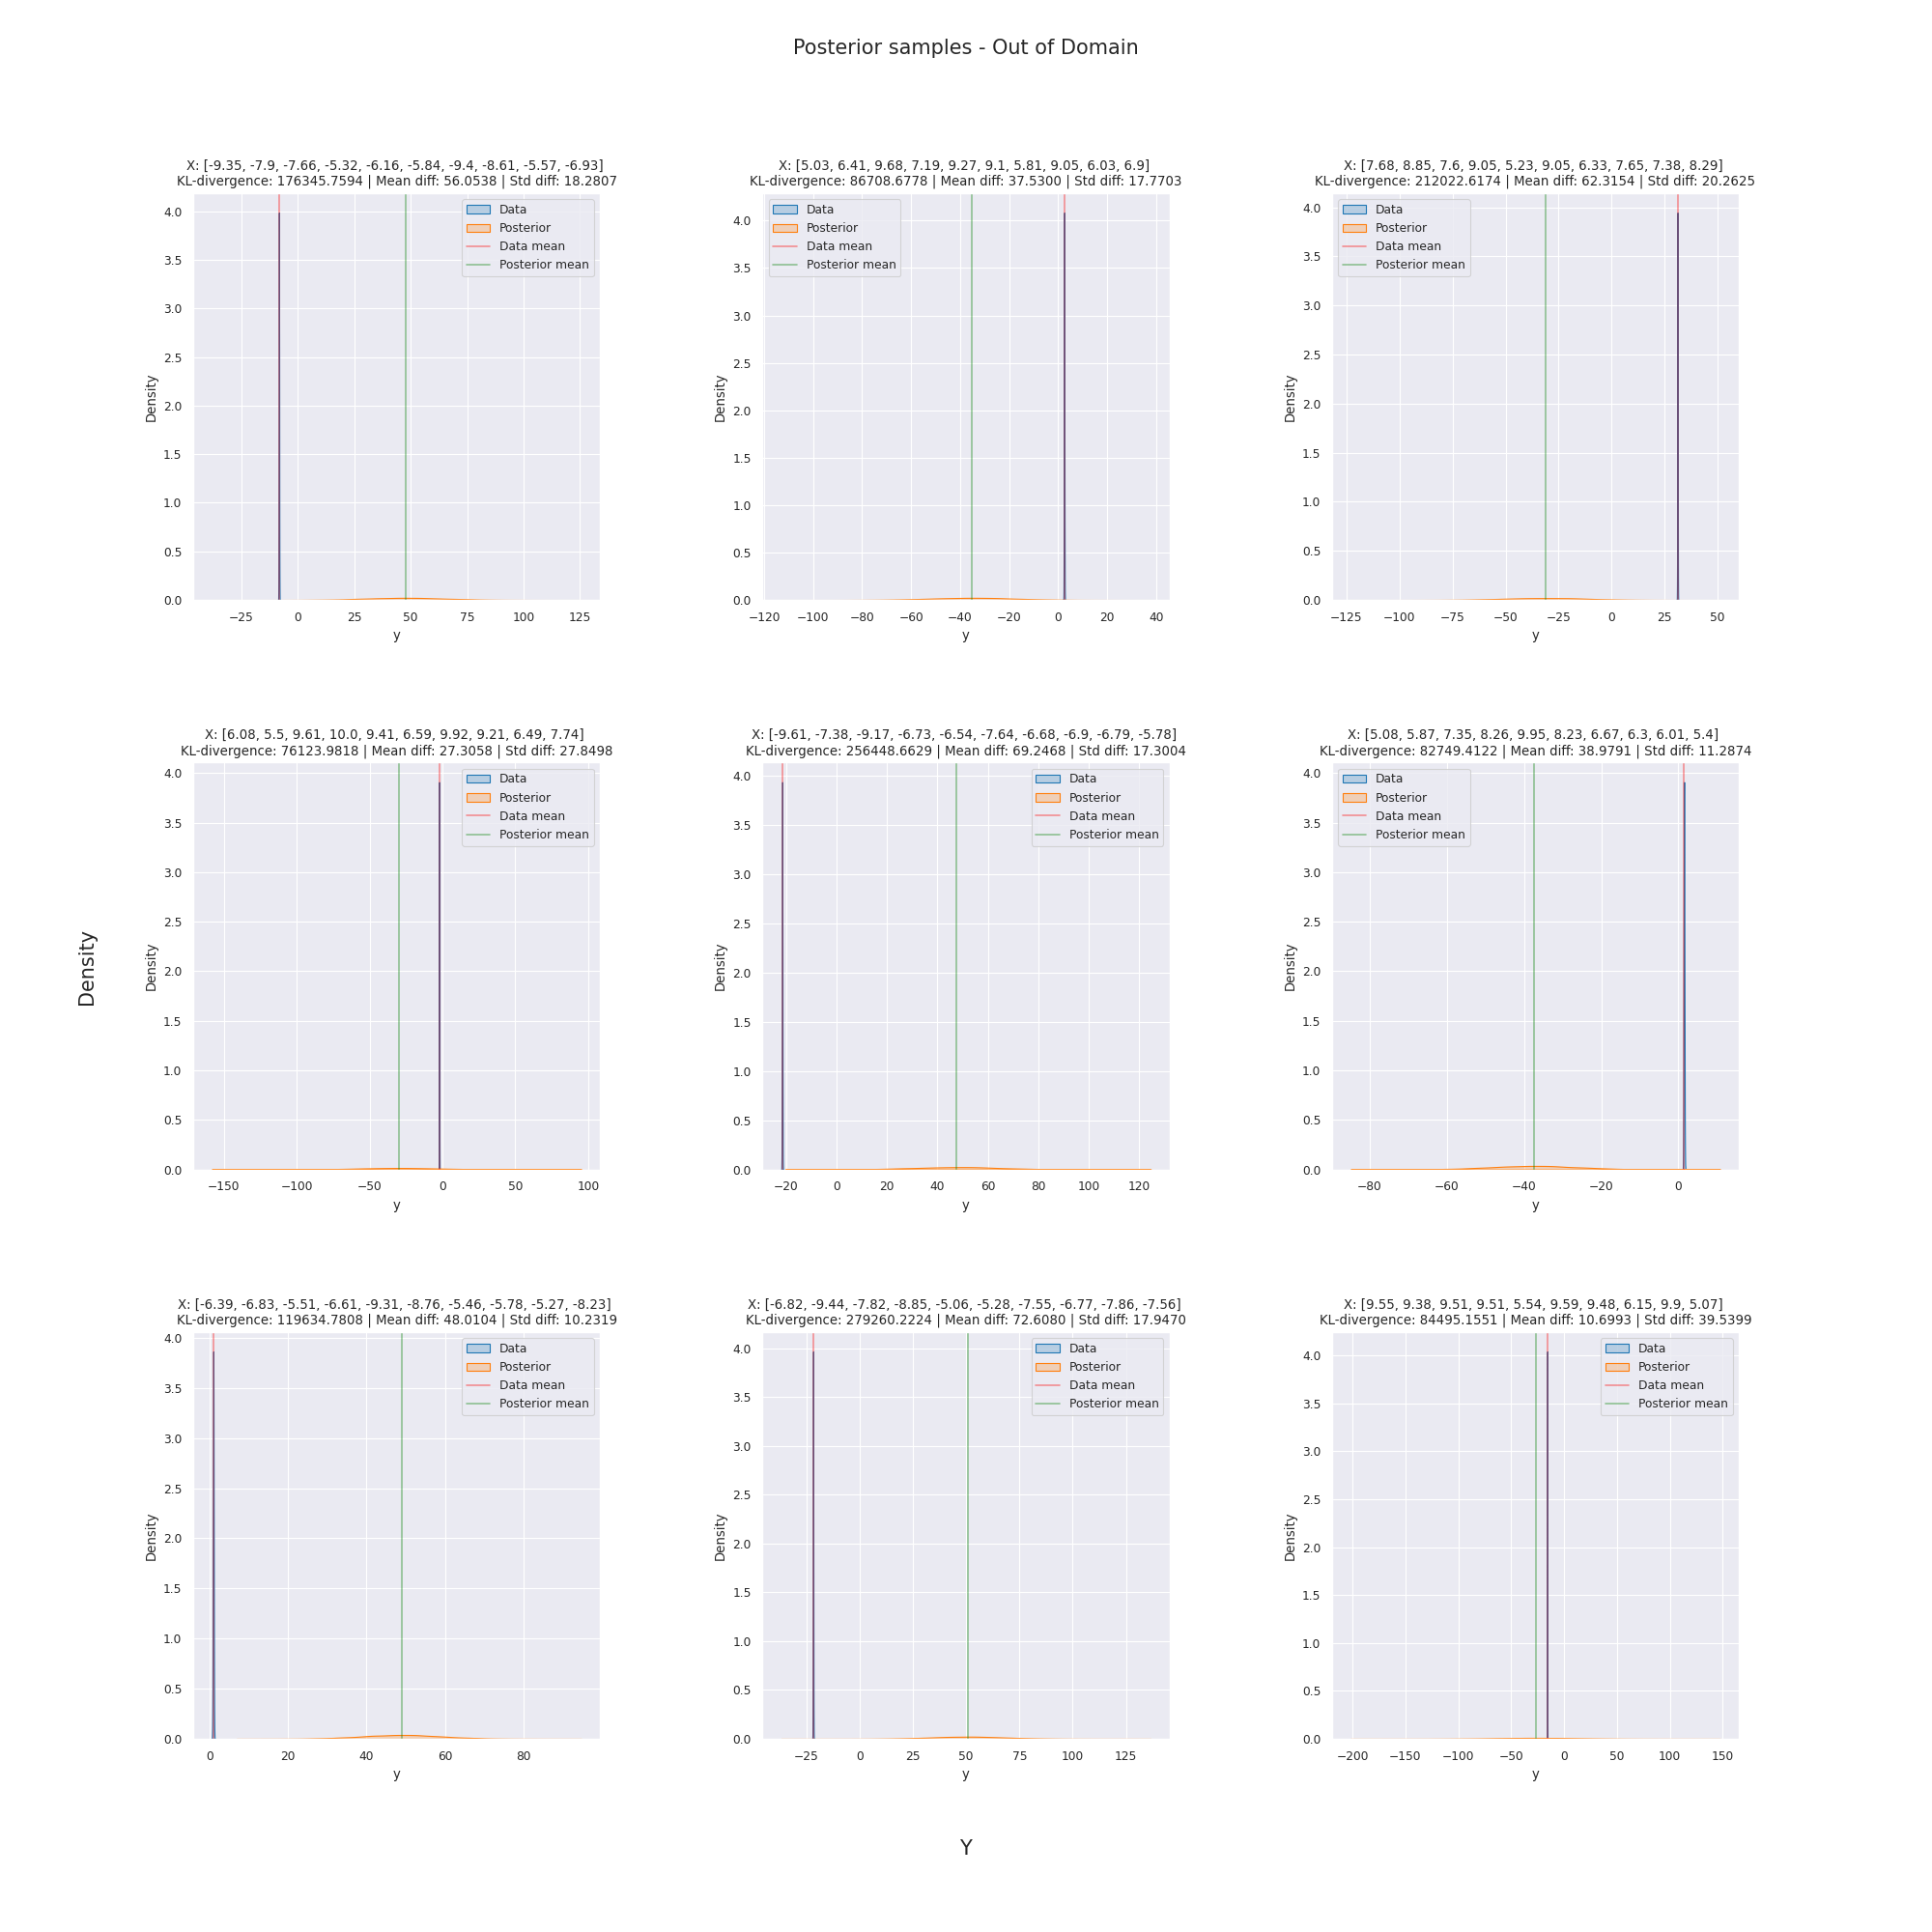 Posterior samples - Out of Domain
X: [-9.35, -7.9, -7.66, -5.32, -6.16, -5.84, -9.4, -8.61, -5.57, -6.93]
KL-divergence: 176345.7594 | Mean diff: 56.0538 | Std diff: 18.2807
Data
Posterior
Data mean
Posterior mean
4.0
3.5
3.0
2.5
2.0
1.5
1.0
0.5
0.0
Density
−25 0 25 50 75 100 125
y
X: [5.03, 6.41, 9.68, 7.19, 9.27, 9.1, 5.81, 9.05, 6.03, 6.9]
KL-divergence: 86708.6778 | Mean diff: 37.5300 | Std diff: 17.7703
Data
Posterior
Data mean
Posterior mean
4.0
3.5
3.0
2.5
2.0
1.5
1.0
0.5
0.0
Density
−120 −100 −80 −60 −40 −20 0 20 40
y
X: [7.68, 8.85, 7.6, 9.05, 5.23, 9.05, 6.33, 7.65, 7.38, 8.29]
KL-divergence: 212022.6174 | Mean diff: 62.3154 | Std diff: 20.2625
Data
Posterior
Data mean
Posterior mean
4.0
3.5
3.0
2.5
2.0
1.5
1.0
0.5
0.0
Density
−125 −100 −75 −50 −25 0 25 50
y
Density
X: [6.08, 5.5, 9.61, 10.0, 9.41, 6.59, 9.92, 9.21, 6.49, 7.74]
KL-divergence: 76123.9818 | Mean diff: 27.3058 | Std diff: 27.8498
Data
Posterior
Data mean
Posterior mean
4.0
3.5
3.0
2.5
2.0
1.5
1.0
0.5
0.0
Density
−150 −100 −50 0 50 100
y
X: [-9.61, -7.38, -9.17, -6.73, -6.54, -7.64, -6.68, -6.9, -6.79, -5.78]
KL-divergence: 256448.6629 | Mean diff: 69.2468 | Std diff: 17.3004
Data
Posterior
Data mean
Posterior mean
4.0
3.5
3.0
2.5
2.0
1.5
1.0
0.5
0.0
Density
−20 0 20 40 60 80 100 120
y
X: [5.08, 5.87, 7.35, 8.26, 9.95, 8.23, 6.67, 6.3, 6.01, 5.4]
KL-divergence: 82749.4122 | Mean diff: 38.9791 | Std diff: 11.2874
Data
Posterior
Data mean
Posterior mean
4.0
3.5
3.0
2.5
2.0
1.5
1.0
0.5
0.0
Density
−80 −60 −40 −20 0
y
X: [-6.39, -6.83, -5.51, -6.61, -9.31, -8.76, -5.46, -5.78, -5.27, -8.23]
KL-divergence: 119634.7808 | Mean diff: 48.0104 | Std diff: 10.2319
Data
Posterior
Data mean
Posterior mean
4.0
3.5
3.0
2.5
2.0
1.5
1.0
0.5
0.0
Density
0 20 40 60 80
y
X: [-6.82, -9.44, -7.82, -8.85, -5.06, -5.28, -7.55, -6.77, -7.86, -7.56]
KL-divergence: 279260.2224 | Mean diff: 72.6080 | Std diff: 17.9470
Data
Posterior
Data mean
Posterior mean
4.0
3.5
3.0
2.5
2.0
1.5
1.0
0.5
0.0
Density
−25 0 25 50 75 100 125
y
X: [9.55, 9.38, 9.51, 9.51, 5.54, 9.59, 9.48, 6.15, 9.9, 5.07]
KL-divergence: 84495.1551 | Mean diff: 10.6993 | Std diff: 39.5399
Data
Posterior
Data mean
Posterior mean
4.0
3.5
3.0
2.5
2.0
1.5
1.0
0.5
0.0
Density
−200 −150 −100 −50 0 50 100 150
y
Y